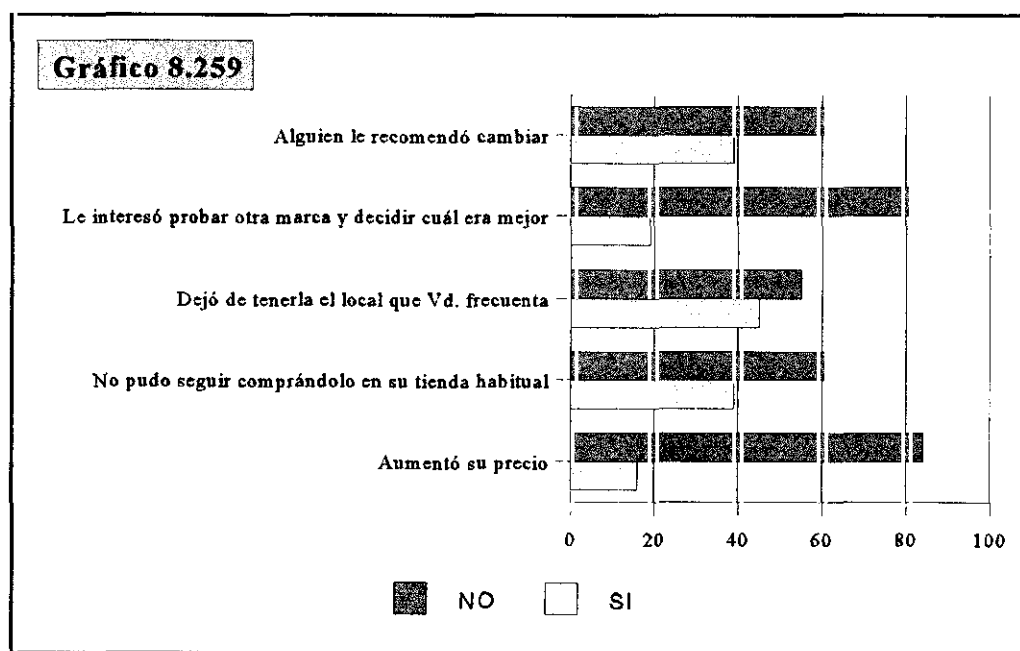 Gráfico 8.259
Alguien le recomendó cambiar
Le interesó probar otra marca y decidir cuál era mejor
Dejó de tenerla el local que Vd. frecuenta
No pudo seguir comprándolo en su tienda habitual
Aumentó su precio
0 20 40 60 80 100
NO SI